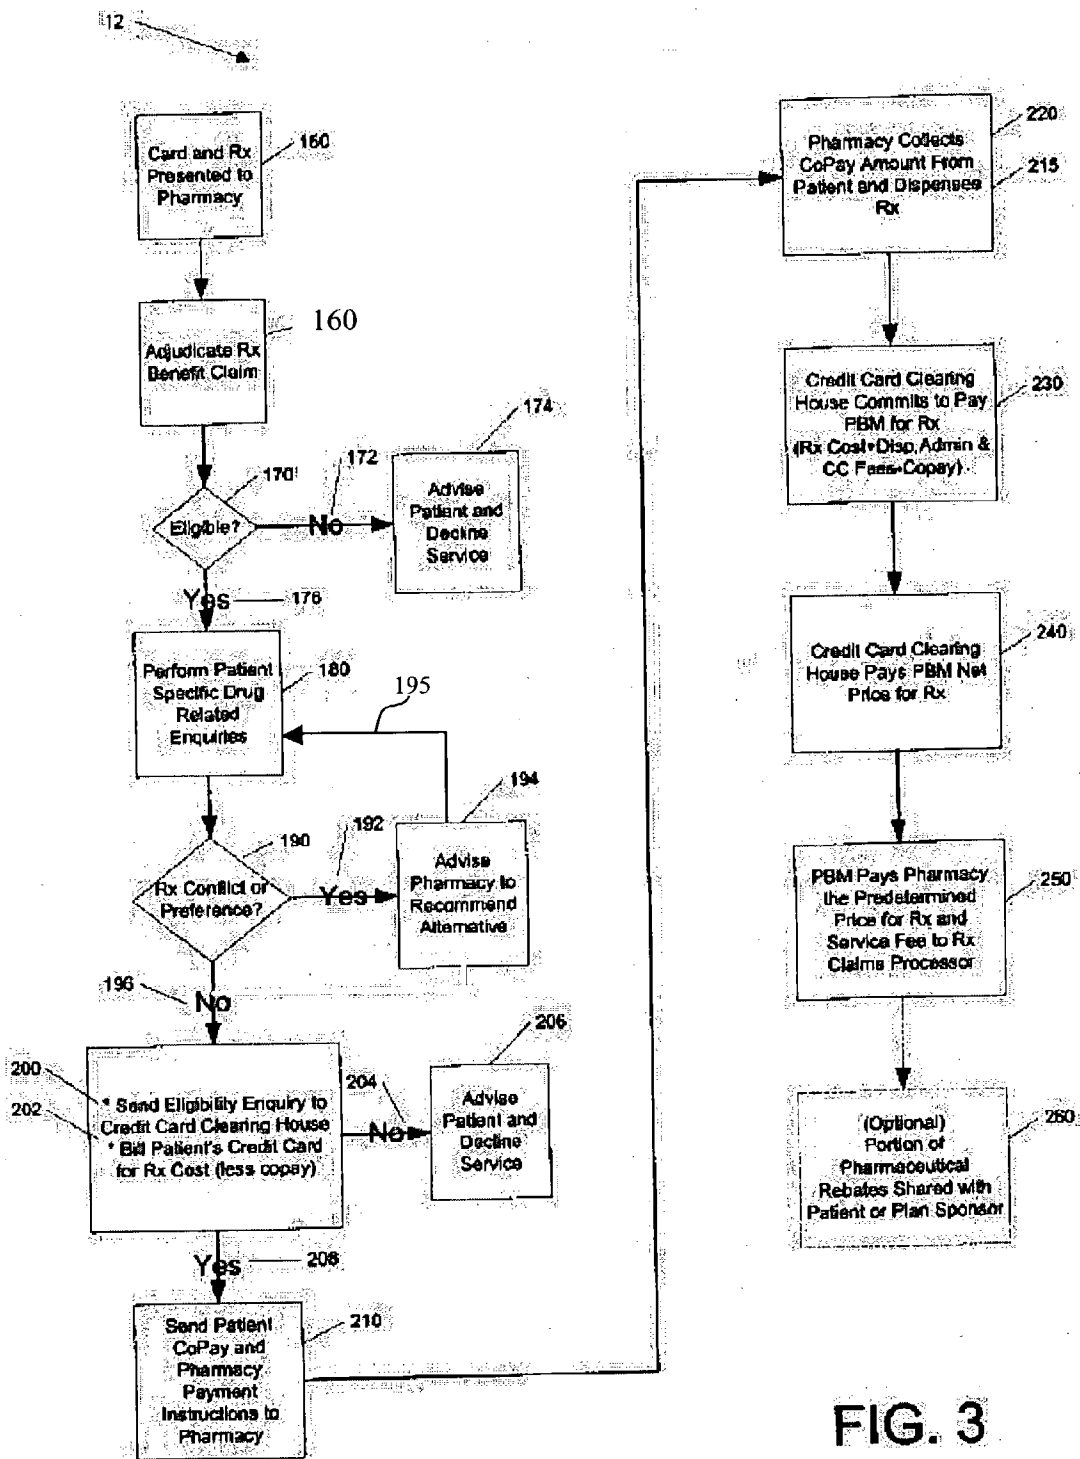 12
Card and Rx
Presented to
Pharmacy
150
Adjudicate Rx
Benefit Claim
160
Eligible?
170
172
No
174
Advise
Patient and
Decline
Service
Yes
176
Perform Patient
Specific Drug
Related
Enquiries
180
195
Rx Conflict or
Preference?
190
192
Yes
194
Advise
Pharmacy to
Recommend
Alternative
196
No
200
202
* Send Eligibility Enquiry to
Credit Card Clearing House
* Bill Patient's Credit Card
for Rx Cost (less copay)
204
No
206
Advise
Patient and
Decline
Service
Yes
208
Send Patient
CoPay and
Pharmacy
Payment
Instructions to
Pharmacy
210
Pharmacy Collects
CoPay Amount From
Patient and Dispenses
Rx
220
215
Credit Card Clearing
House Commits to Pay
PBM for Rx
(Rx Cost+Disp, Admin &
CC Fees-Copay)
230
Credit Card Clearing
House Pays PBM Net
Price for Rx
240
PBM Pays Pharmacy
the Predetermined
Price for Rx and
Service Fee to Rx
Claims Processor
250
(Optional)
Portion of
Pharmaceutical
Rebates Shared with
Patient or Plan Sponsor
260
FIG. 3